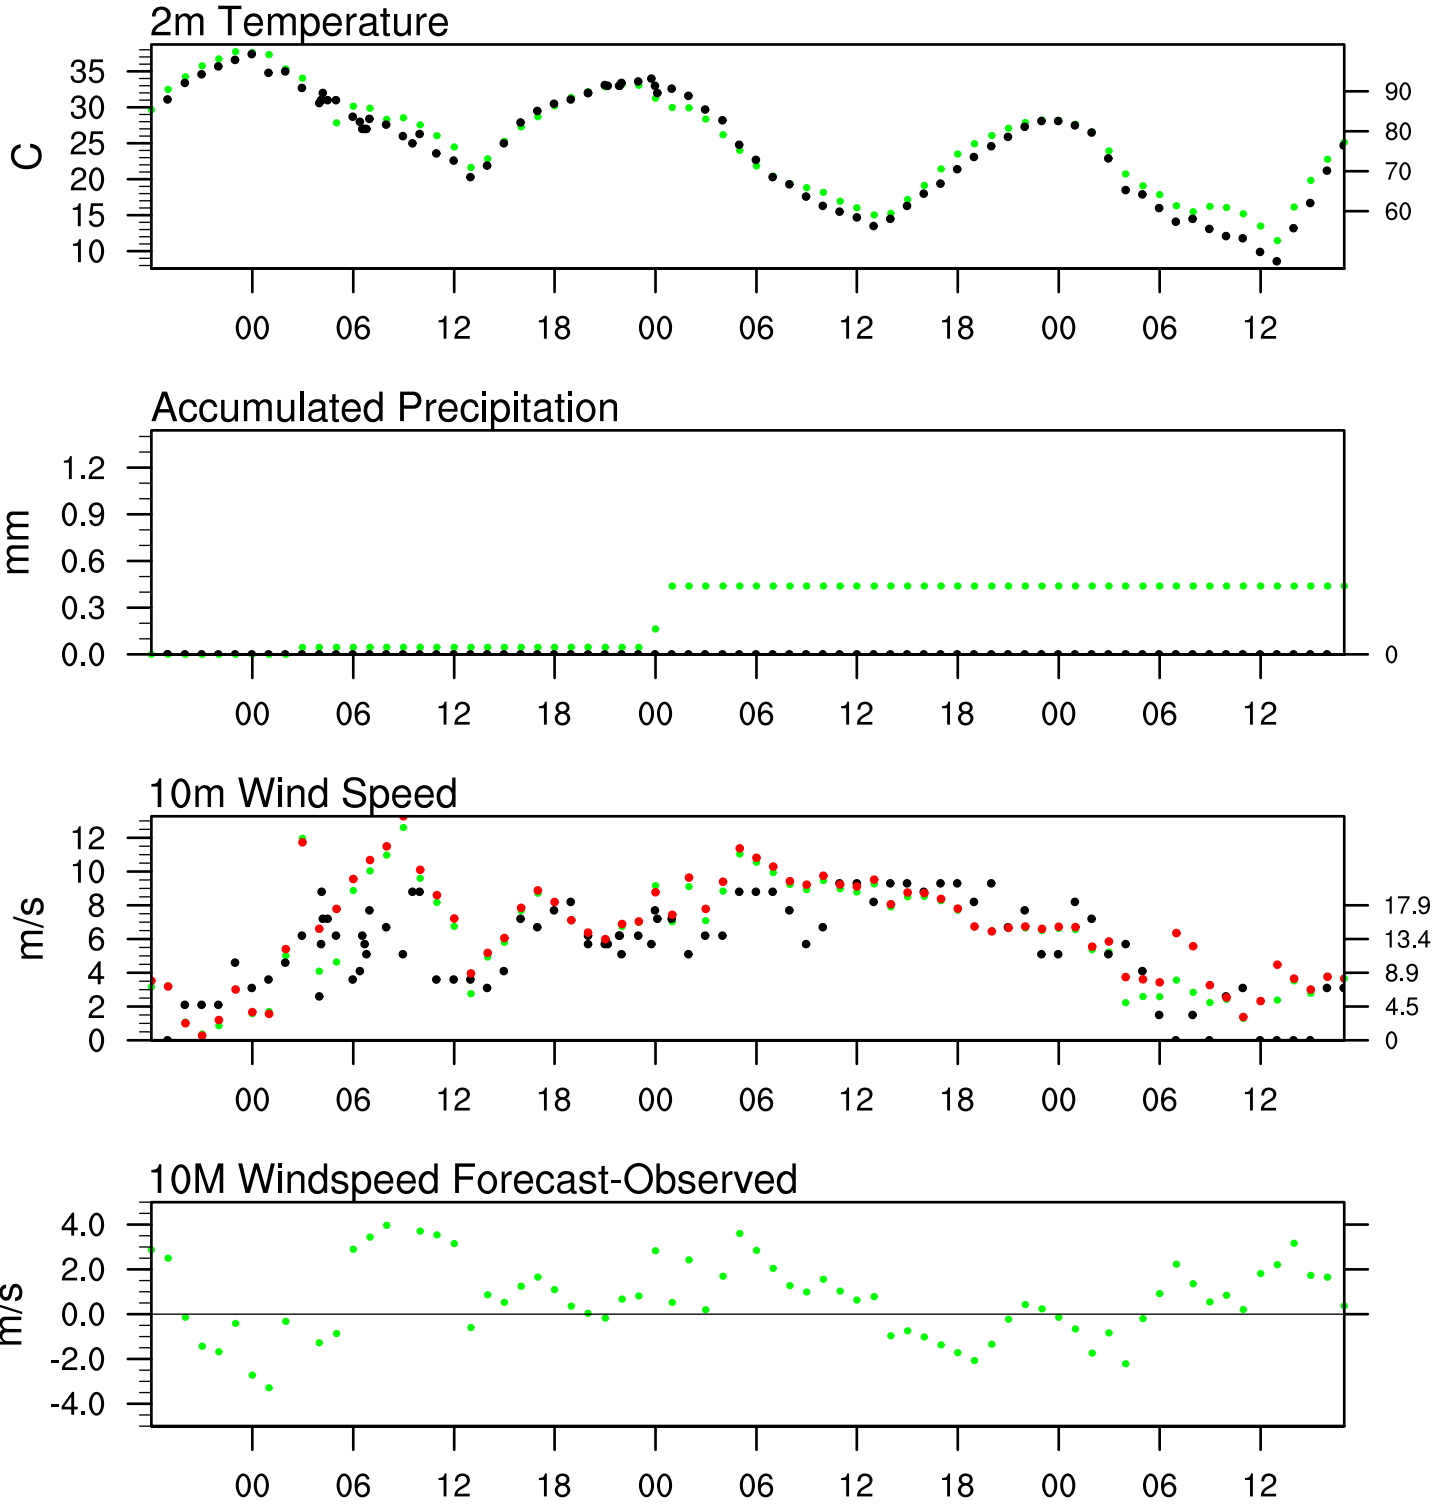 2m Temperature
C
35
30
25
20
15
10
90
80
70
60
00 06 12 18 00 06 12 18 00 06 12
Accumulated Precipitation
mm
1.2
0.9
0.6
0.3
0.0
0
00 06 12 18 00 06 12 18 00 06 12
10m Wind Speed
m/s
12
10
8
6
4
2
0
17.9
13.4
8.9
4.5
0
00 06 12 18 00 06 12 18 00 06 12
10M Windspeed Forecast-Observed
m/s
4.0
2.0
0.0
-2.0
-4.0
00 06 12 18 00 06 12 18 00 06 12